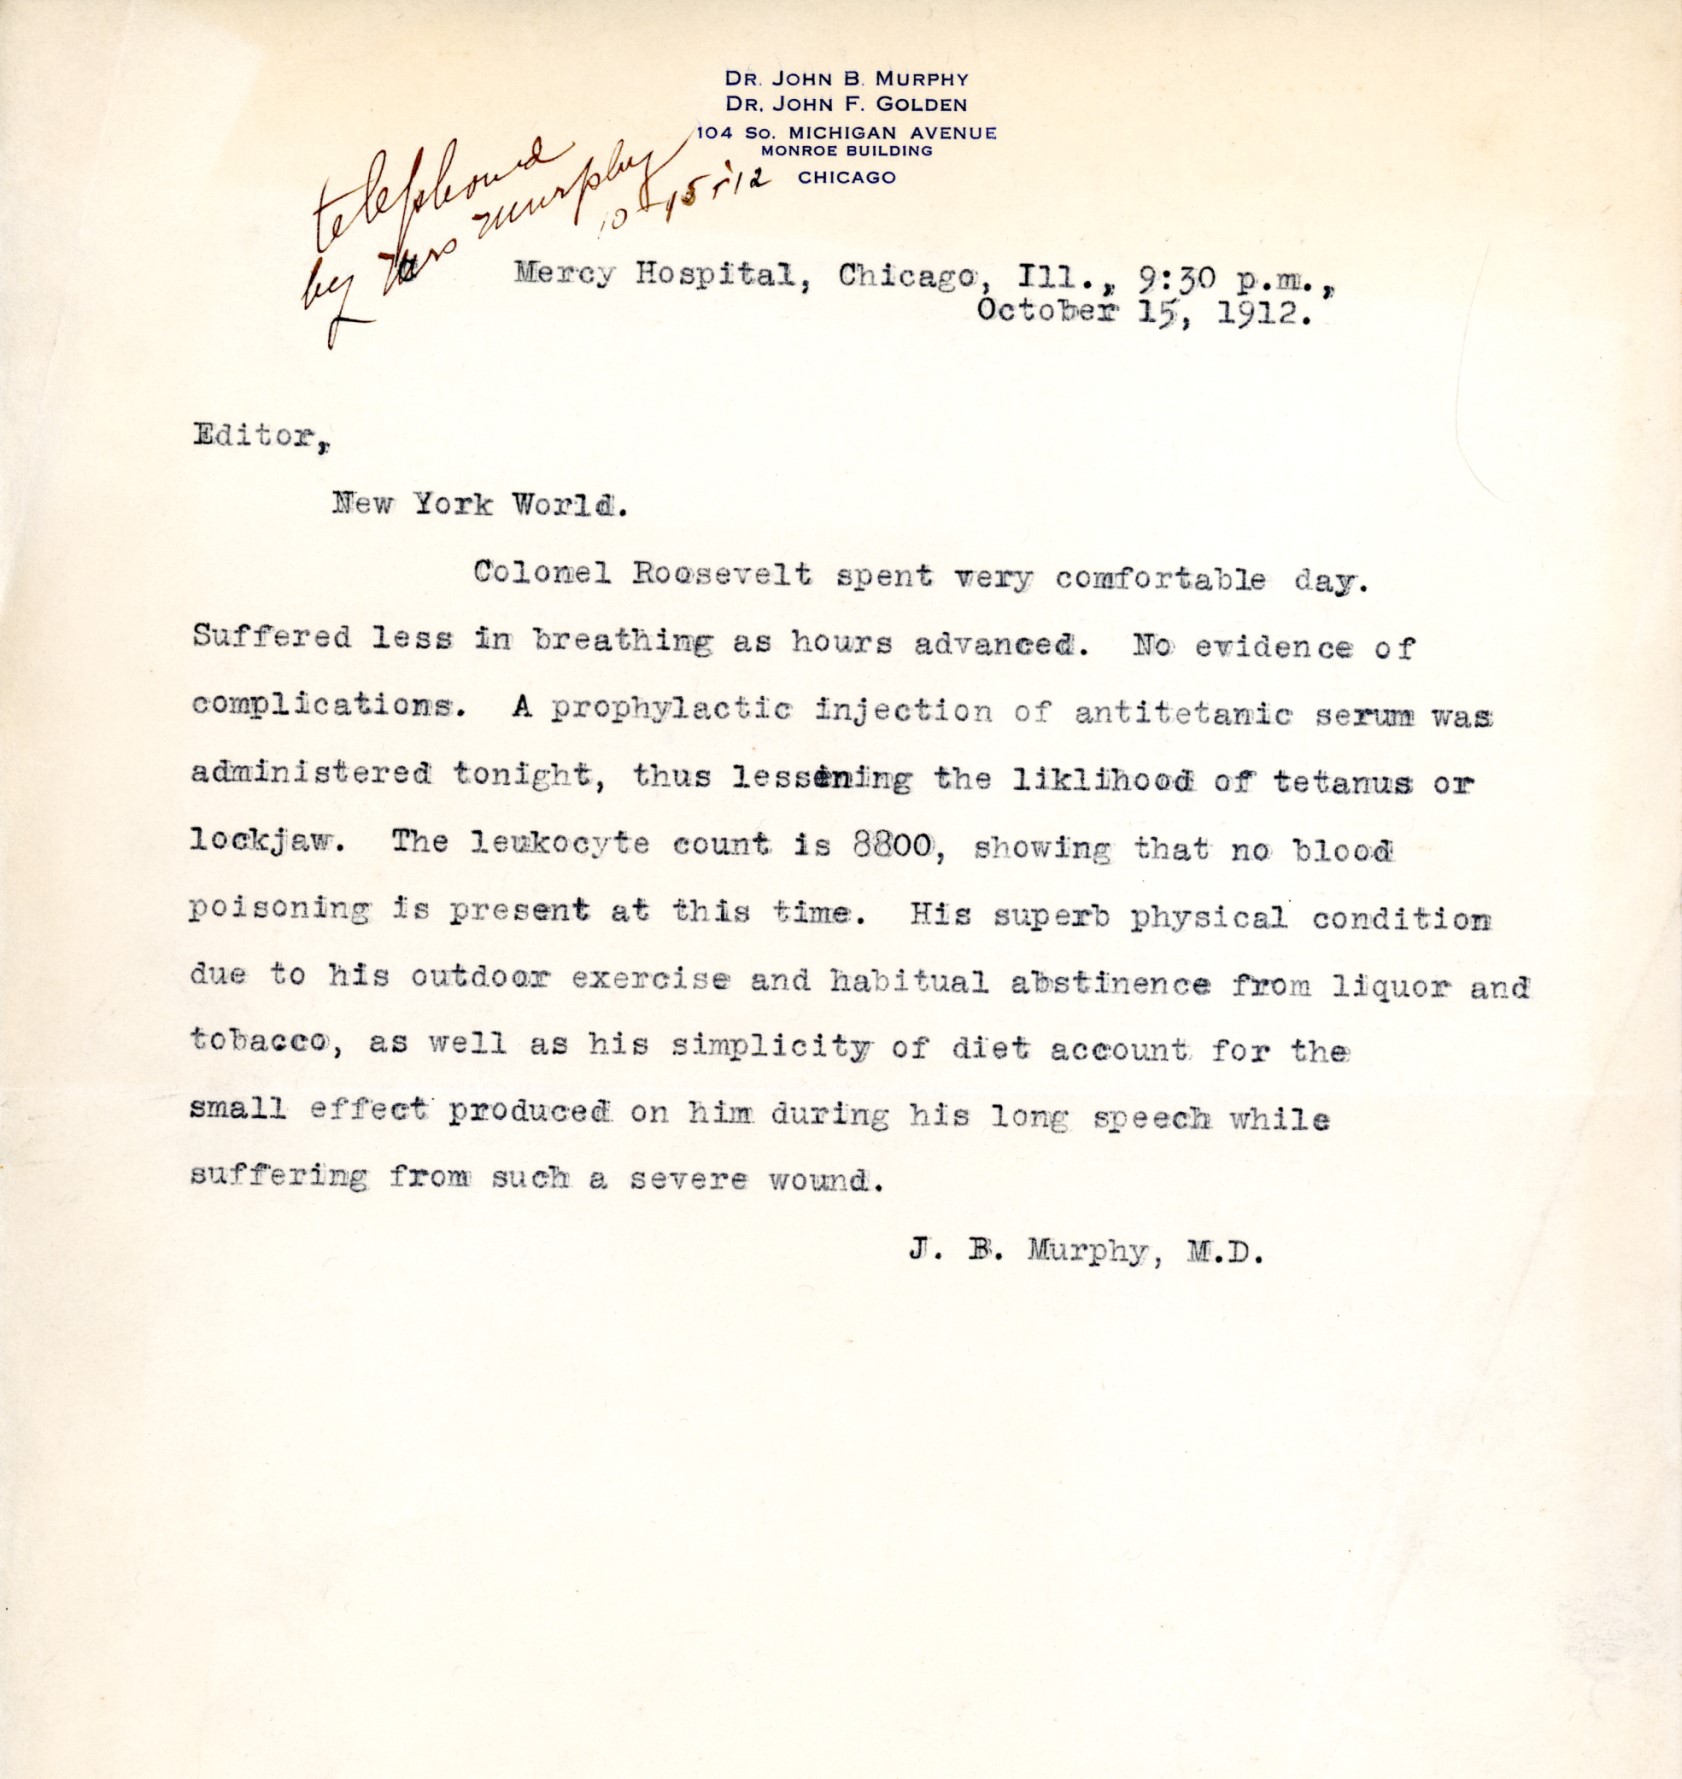 DR. JOHN B. MURPHY
DR. JOHN F. GOLDEN
104 SO. MICHIGAN AVENUE
MONROE BUILDING
CHICAGO
telephoned
by Mrs Murphy
10-15-'12
Mercy Hospital, Chicago, Ill., 9:30 p.m.,
October 15, 1912.
Editor,
New York World.
Colonel Roosevelt spent very comfortable day.
Suffered less in breathing as hours advanced. No evidence of
complications. A prophylactic injection of antitetanic serum was
administered tonight, thus lessening the liklihood of tetanus or
lockjaw. The leukocyte count is 8800, showing that no blood
poisoning is present at this time. His superb physical condition
due to his outdoor exercise and habitual abstinence from liquor and
tobacco, as well as his simplicity of diet account for the
small effect produced on him during his long speech while
suffering from such a severe wound.
J. B. Murphy, M.D.